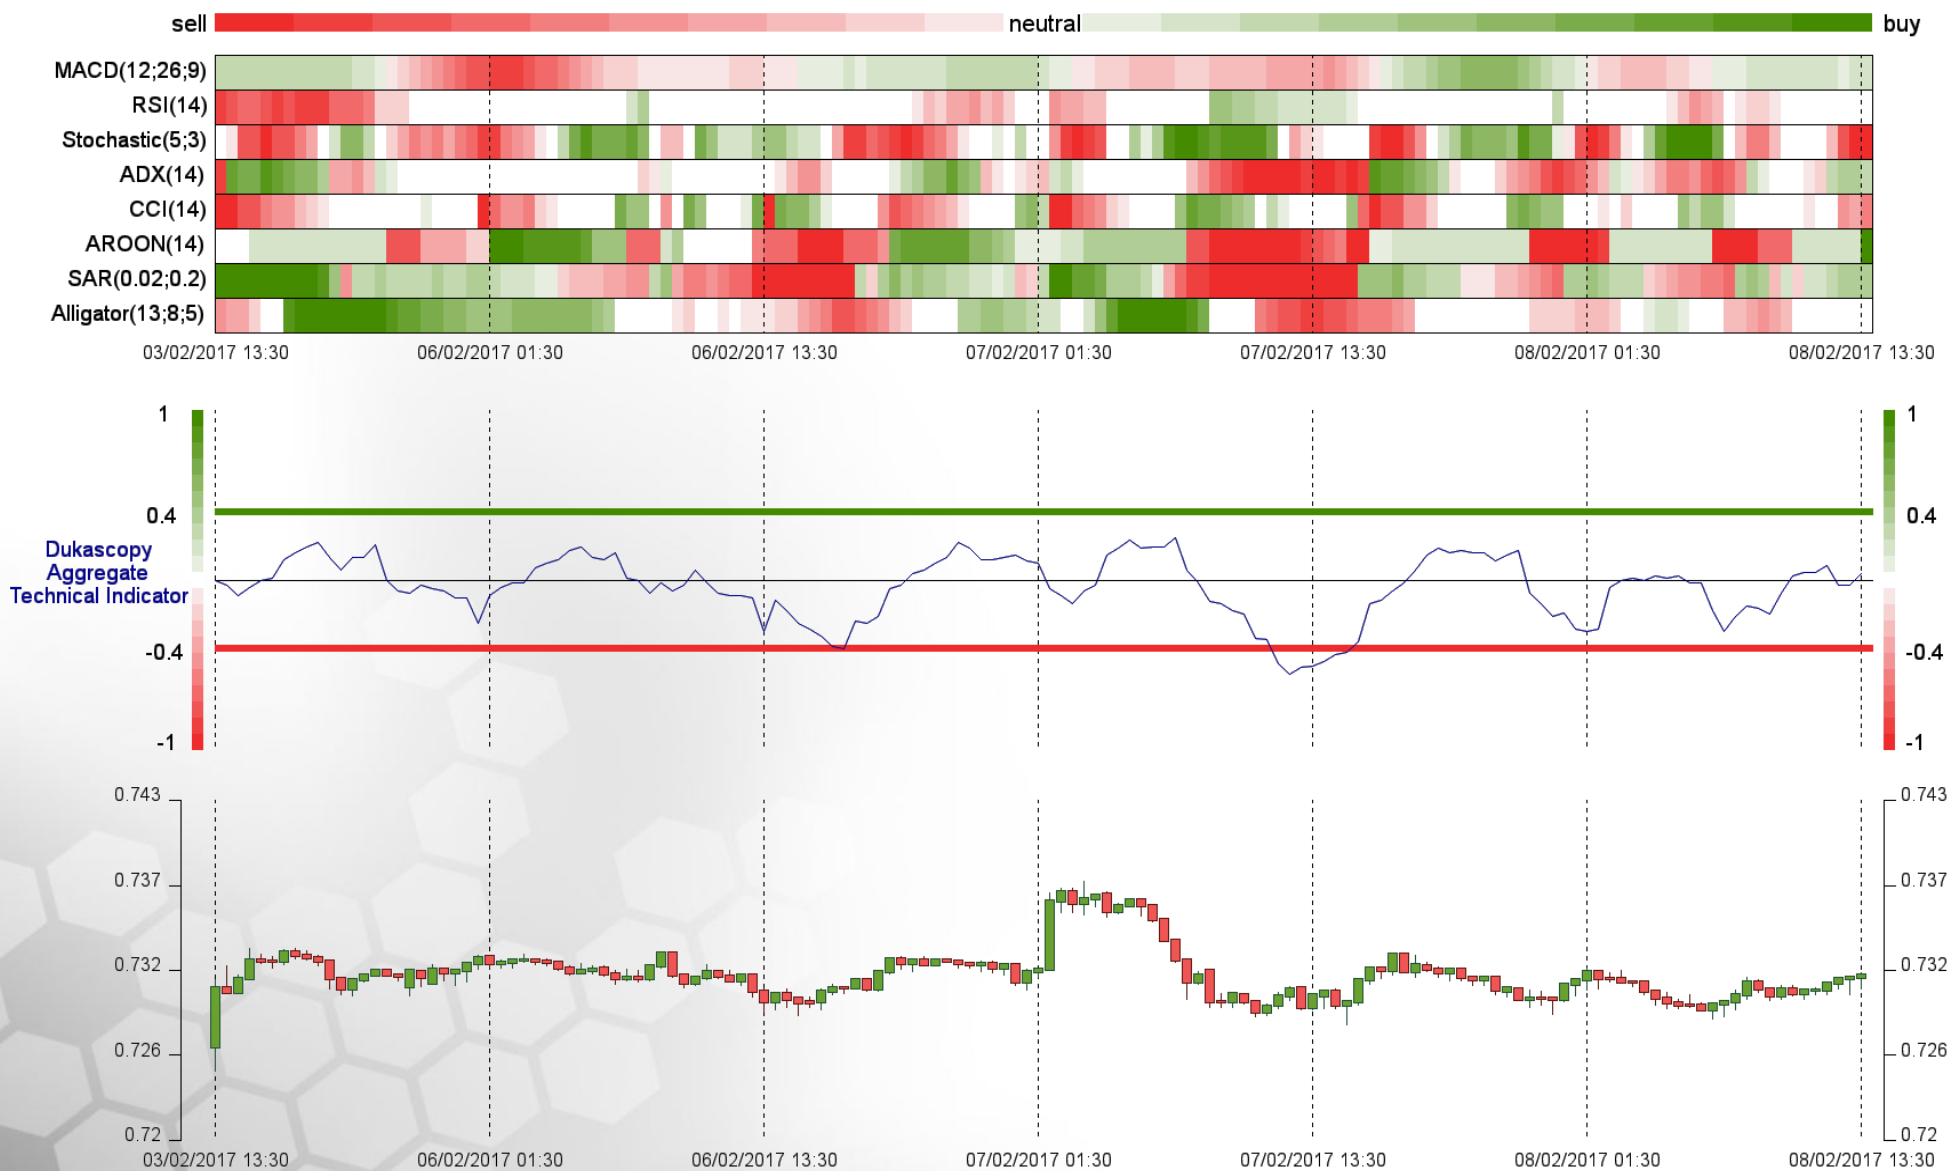 sell neutral buy
MACD(12;26;9)
RSI(14)
Stochastic(5;3)
ADX(14)
CCI(14)
AROON(14)
SAR(0.02;0.2)
Alligator(13;8;5)
03/02/2017 13:30 06/02/2017 01:30 06/02/2017 13:30 07/02/2017 01:30 07/02/2017 13:30 08/02/2017 01:30 08/02/2017 13:30
1 1
0.4 0.4
Dukascopy
Aggregate
Technical Indicator
-0.4 -0.4
-1 -1
0.743 0.743
0.737 0.737
0.732 0.732
0.726 0.726
0.72 0.72
03/02/2017 13:30 06/02/2017 01:30 06/02/2017 13:30 07/02/2017 01:30 07/02/2017 13:30 08/02/2017 01:30 08/02/2017 13:30